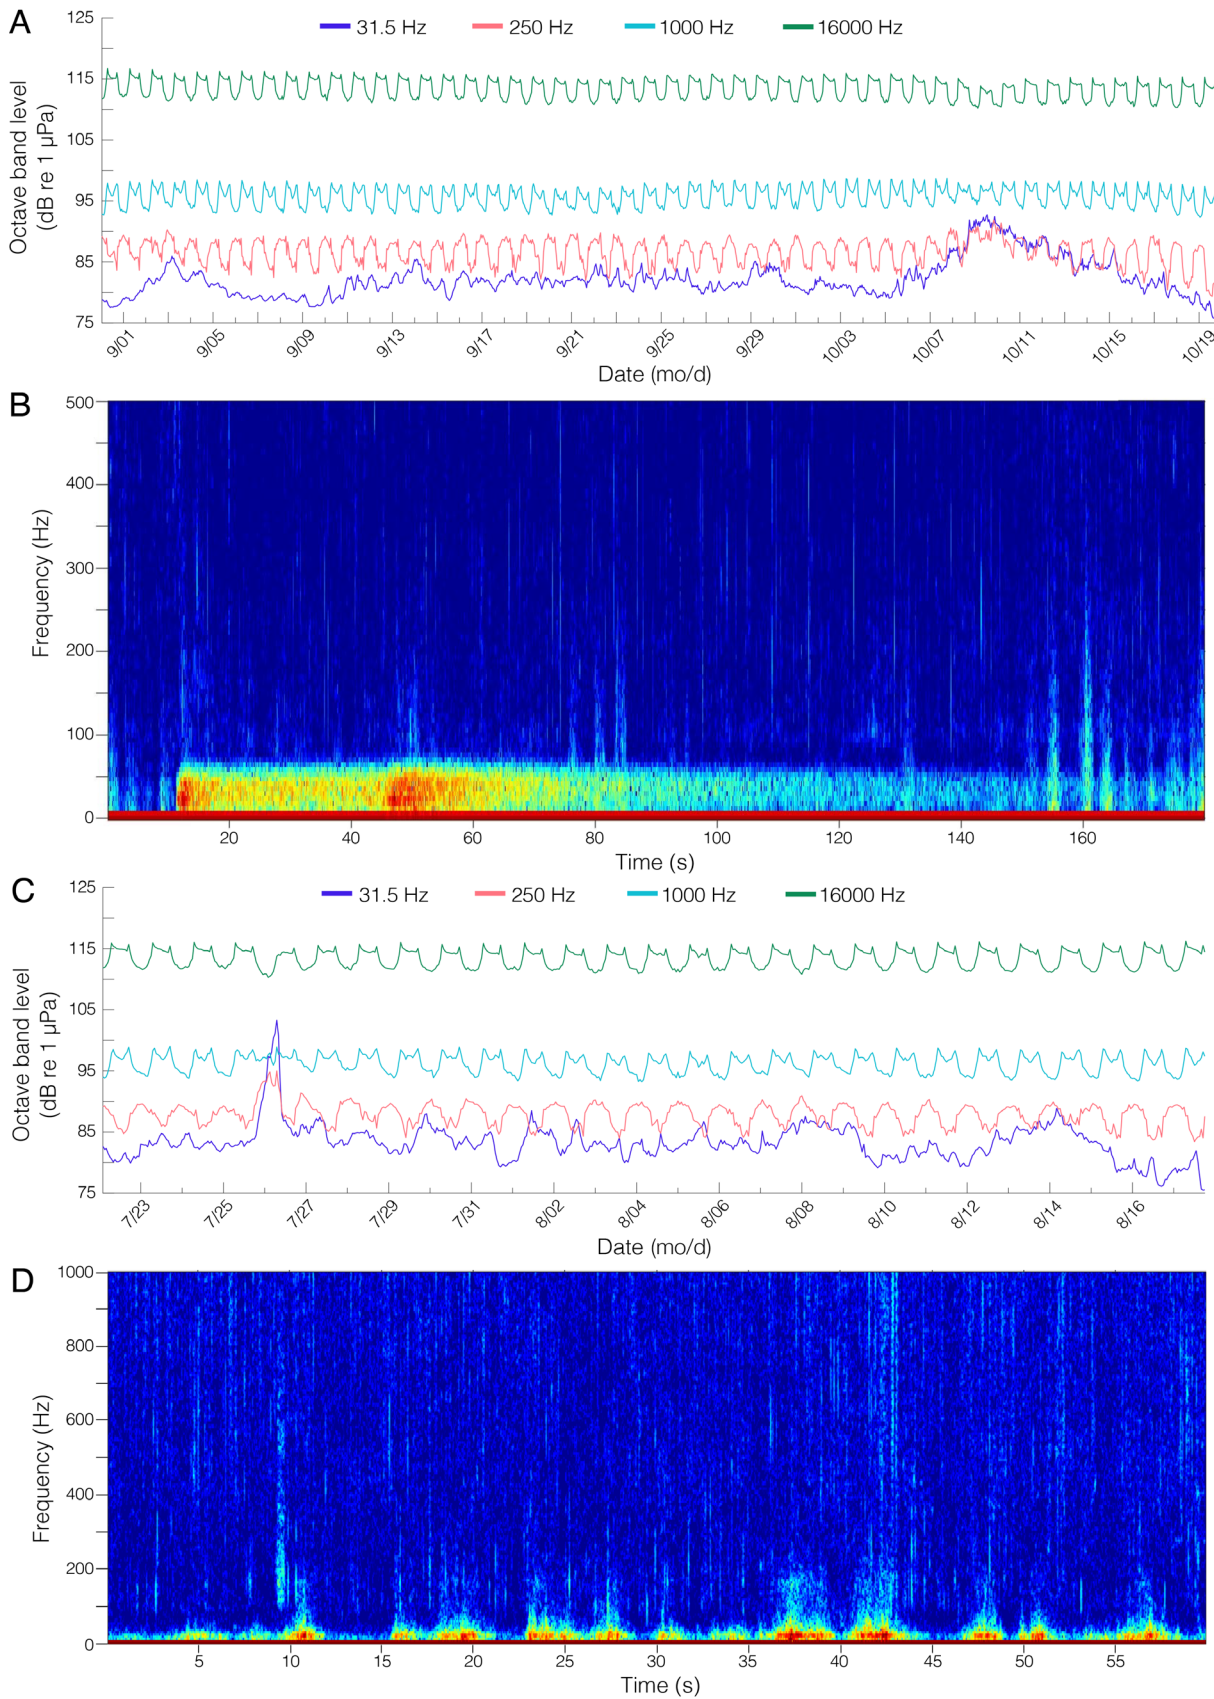 A
31.5 Hz 250 Hz 1000 Hz 16000 Hz
125
115
105
95
85
75
Octave band level
(dB re 1 µPa)
9/01 9/05 9/09 9/13 9/17 9/21 9/25 9/29 10/03 10/07 10/11 10/15 10/19
Date (mo/d)
B
500
400
300
200
100
0
Frequency (Hz)
20 40 60 80 100 120 140 160
Time (s)
C
31.5 Hz 250 Hz 1000 Hz 16000 Hz
125
115
105
95
85
75
Octave band level
(dB re 1 µPa)
7/23 7/25 7/27 7/29 7/31 8/02 8/04 8/06 8/08 8/10 8/12 8/14 8/16
Date (mo/d)
D
1000
800
600
400
200
0
Frequency (Hz)
5 10 15 20 25 30 35 40 45 50 55
Time (s)